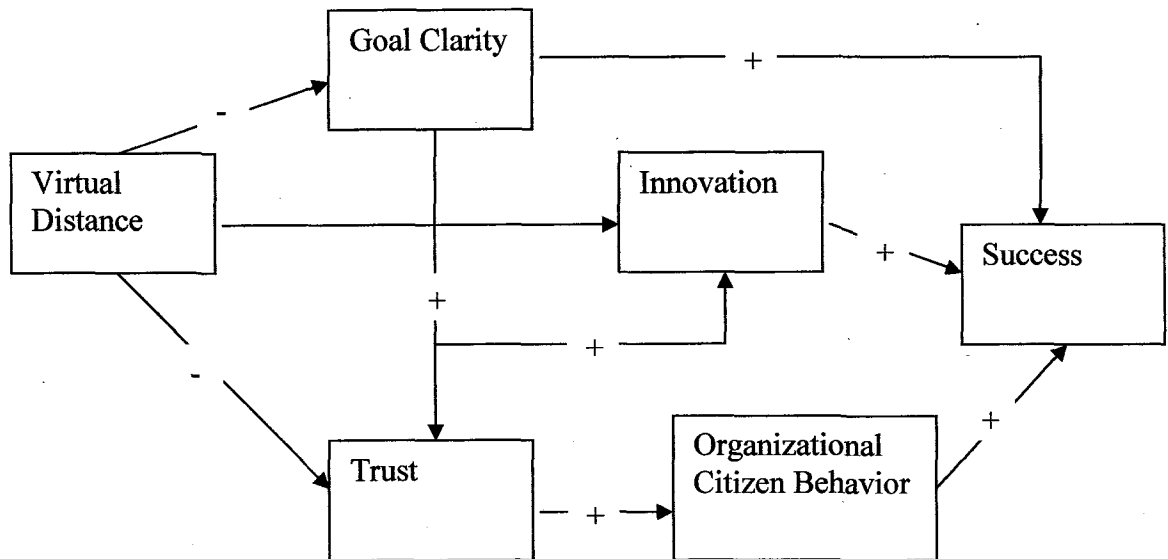 Goal Clarity
+
-
Virtual
Distance
Innovation
+
Success
+
+
-
+
Trust
Organizational
Citizen Behavior
+